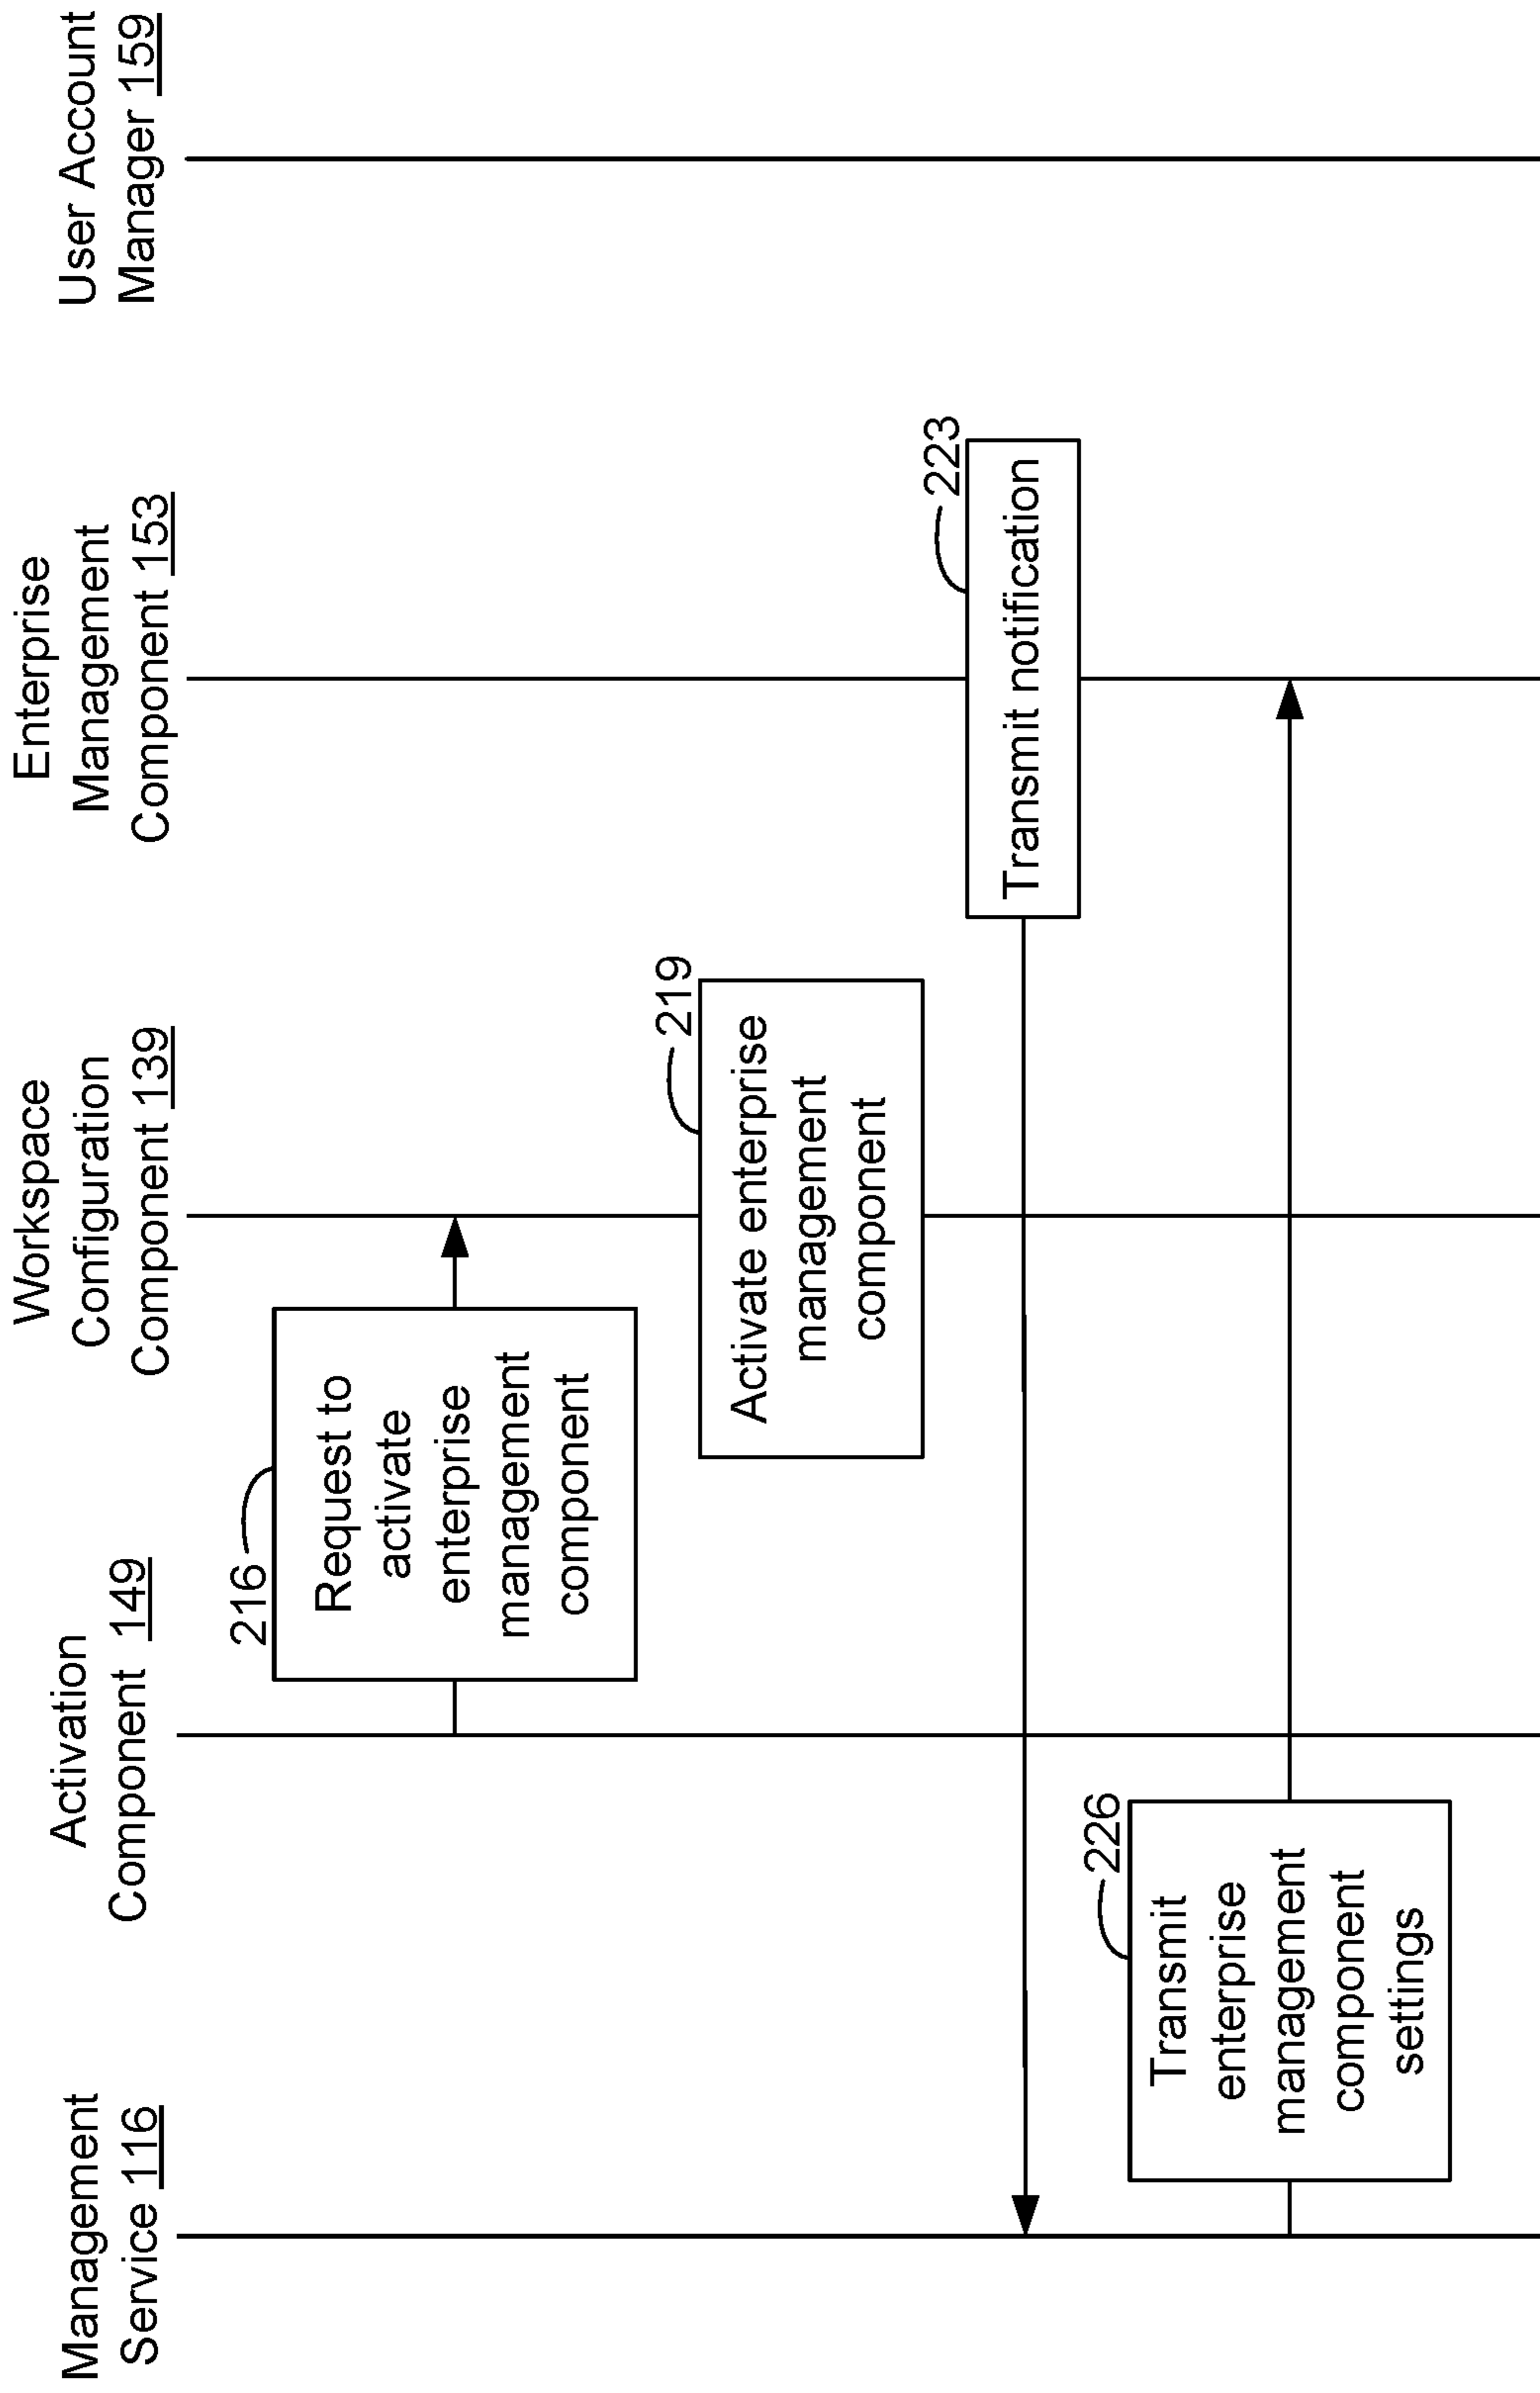 Management
Service 116
Activation
Component 149
Workspace
Configuration
Component 139
Enterprise
Management
Component 153
User Account
Manager 159
216
Request to
activate
enterprise
management
component
219
Activate enterprise
management
component
223
Transmit notification
226
Transmit
enterprise
management
component
settings